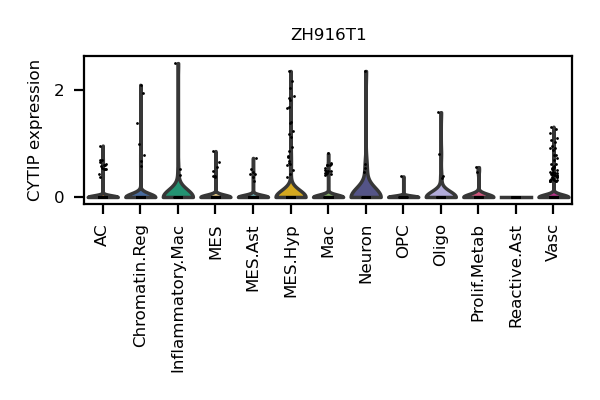 ZH916T1
CYTIP expression
2
0
AC
Chromatin.Reg
Inflammatory.Mac
MES
MES.Ast
MES.Hyp
Mac
Neuron
OPC
Oligo
Prolif.Metab
Reactive.Ast
Vasc